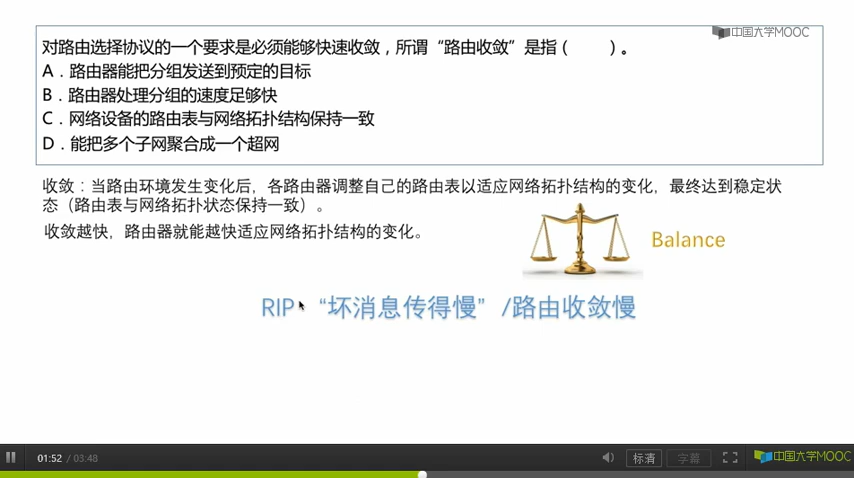 中国大学MOOC
对路由选择协议的一个要求是必须能够快速收敛，所谓“路由收敛”是指（　　）。
A．路由器能把分组发送到预定的目标
B．路由器处理分组的速度足够快
C．网络设备的路由表与网络拓扑结构保持一致
D．能把多个子网聚合成一个超网
收敛：当路由环境发生变化后，各路由器调整自己的路由表以适应网络拓扑结构的变化，最终达到稳定状
态（路由表与网络拓扑状态保持一致）。
收敛越快，路由器就能越快适应网络拓扑结构的变化。
Balance
RIP “坏消息传得慢” /路由收敛慢
01:52 / 03:48
标清
字幕
中国大学MOOC